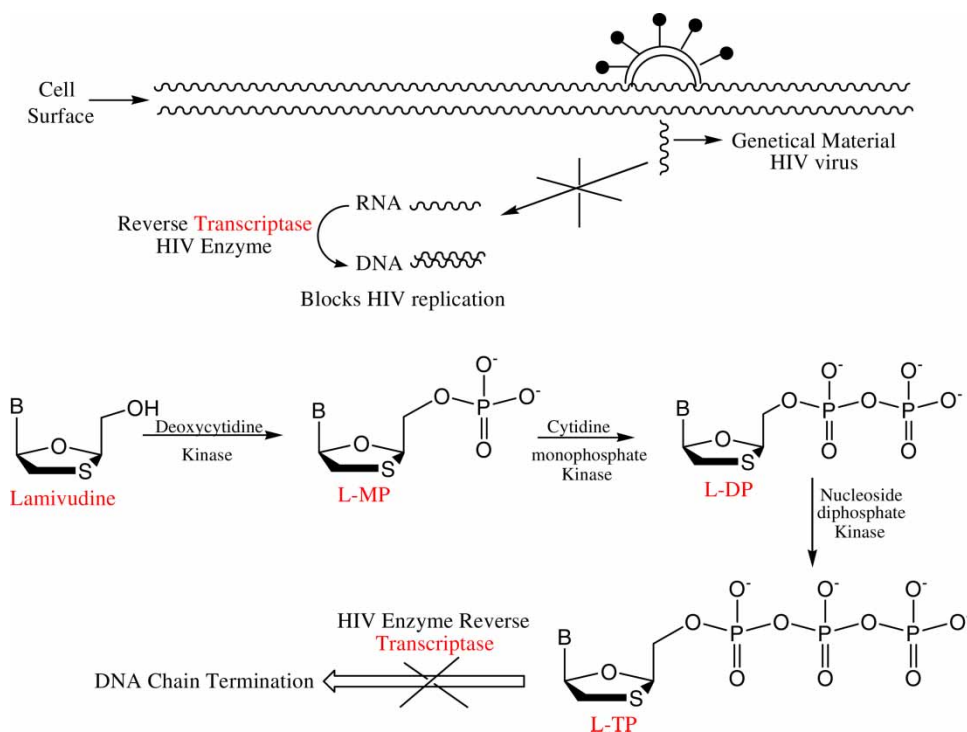 Cell
Surface
Genetical Material
HIV virus
RNA
Reverse Transcriptase
HIV Enzyme
DNA
Blocks HIV replication
B
OH
O
S
Lamivudine
Deoxycytidine
Kinase
B
O
S
O
P
O-
O-
O
L-MP
Cytidine
monophosphate
Kinase
B
O
S
O
P
O-
O
O
P
O-
O-
O
L-DP
Nucleoside
diphosphate
Kinase
B
O
S
O
P
O-
O
O
P
O-
O
O
P
O-
O-
O
L-TP
HIV Enzyme Reverse
Transcriptase
DNA Chain Termination